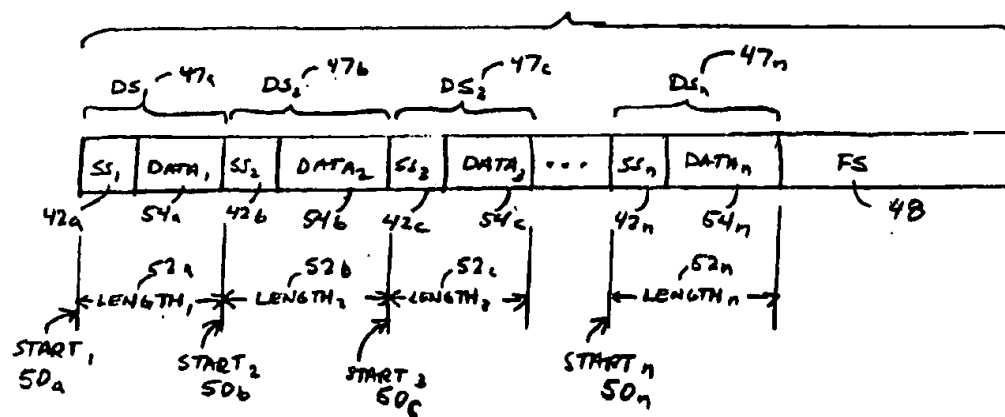 DS₁ 47a DS₂ 47b DS₃ 47c DSₙ 47n
SS₁ DATA₁ SS₂ DATA₂ SS₃ DATA₃ ... SSₙ DATAₙ FS
42a 54a 42b 54b 42c 54c 42n 54n 48
52a 52b 52c 52n
LENGTH₁ LENGTH₂ LENGTH₃ LENGTHₙ
START₁ START₂ START₃ STARTₙ
50a 50b 50c 50n